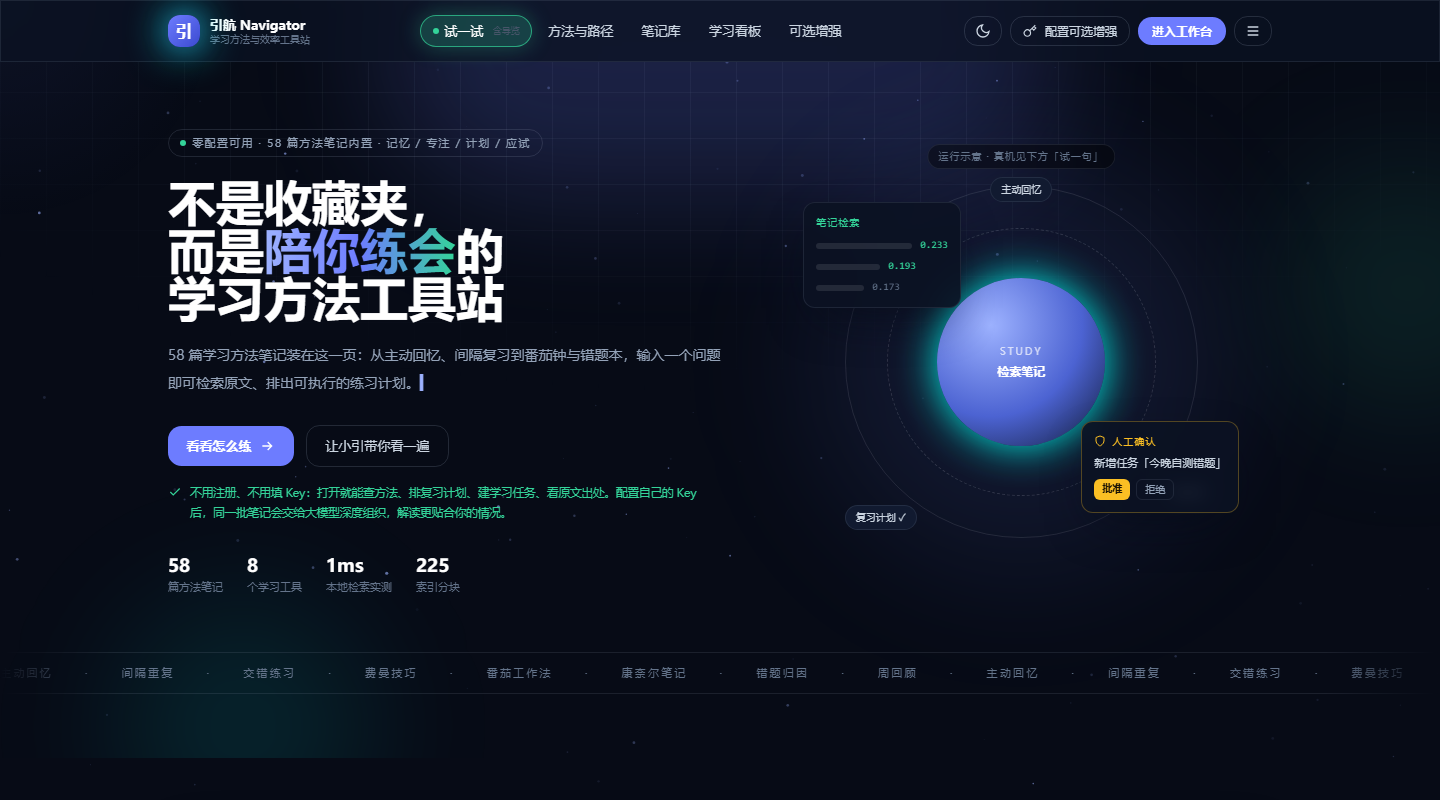 引
引航 Navigator
学习方法与效率工具站
试一试
方法与路径
笔记库
学习看板
可选增强
配置可选增强
进入工作台
零配置可用 · 58 篇方法笔记内置 · 记忆 / 专注 / 计划 / 应试
不是收藏夹，
而是陪你练会的
学习方法工具站
58 篇学习方法笔记装在这一页：从主动回忆、间隔复习到番茄钟与错题本，输入一个问题
即可检索原文、排出可执行的练习计划。
看看怎么练 →
让小引带你看一遍
不用注册、不用填 Key：打开就能查方法、排复习计划、建学习任务、看原文出处。配置自己的 Key
后，同一批笔记会交给大模型深度组织，解读更贴合你的情况。
58
篇方法笔记
8
个学习工具
1ms
本地检索实测
225
索引分块
运行示意 · 真机见下方「试一句」
主动回忆
笔记检索
0.233
0.193
0.173
STUDY
检索笔记
人工确认
新增任务「今晚自测错题」
批准
拒绝
复习计划 ✓
主动回忆 · 间隔重复 · 交错练习 · 费曼技巧 · 番茄工作法 · 康奈尔笔记 · 错题归因 · 周回顾 · 主动回忆 · 间隔重复 · 交错练习 · 费曼技巧